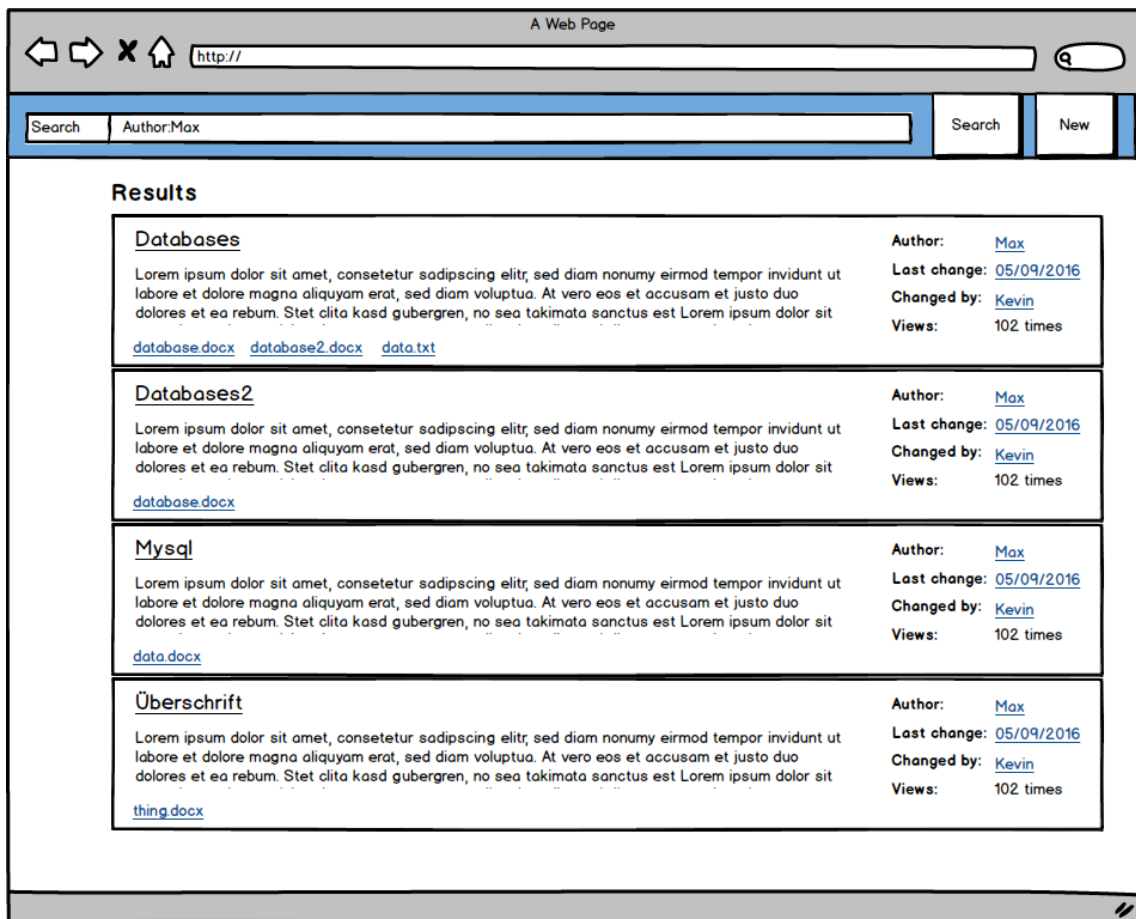 A Web Page
http://
Search Author:Max Search New
Results
Databases
Lorem ipsum dolor sit amet, consetetur sadipscing elitr, sed diam nonumy eirmod tempor invidunt ut
labore et dolore magna aliquyam erat, sed diam voluptua. At vero eos et accusam et justo duo
dolores et ea rebum. Stet clita kasd gubergren, no sea takimata sanctus est Lorem ipsum dolor sit
database.docx database2.docx data.txt
Author: Max
Last change: 05/09/2016
Changed by: Kevin
Views: 102 times
Databases2
Lorem ipsum dolor sit amet, consetetur sadipscing elitr, sed diam nonumy eirmod tempor invidunt ut
labore et dolore magna aliquyam erat, sed diam voluptua. At vero eos et accusam et justo duo
dolores et ea rebum. Stet clita kasd gubergren, no sea takimata sanctus est Lorem ipsum dolor sit
database.docx
Author: Max
Last change: 05/09/2016
Changed by: Kevin
Views: 102 times
Mysql
Lorem ipsum dolor sit amet, consetetur sadipscing elitr, sed diam nonumy eirmod tempor invidunt ut
labore et dolore magna aliquyam erat, sed diam voluptua. At vero eos et accusam et justo duo
dolores et ea rebum. Stet clita kasd gubergren, no sea takimata sanctus est Lorem ipsum dolor sit
data.docx
Author: Max
Last change: 05/09/2016
Changed by: Kevin
Views: 102 times
Überschrift
Lorem ipsum dolor sit amet, consetetur sadipscing elitr, sed diam nonumy eirmod tempor invidunt ut
labore et dolore magna aliquyam erat, sed diam voluptua. At vero eos et accusam et justo duo
dolores et ea rebum. Stet clita kasd gubergren, no sea takimata sanctus est Lorem ipsum dolor sit
thing.docx
Author: Max
Last change: 05/09/2016
Changed by: Kevin
Views: 102 times